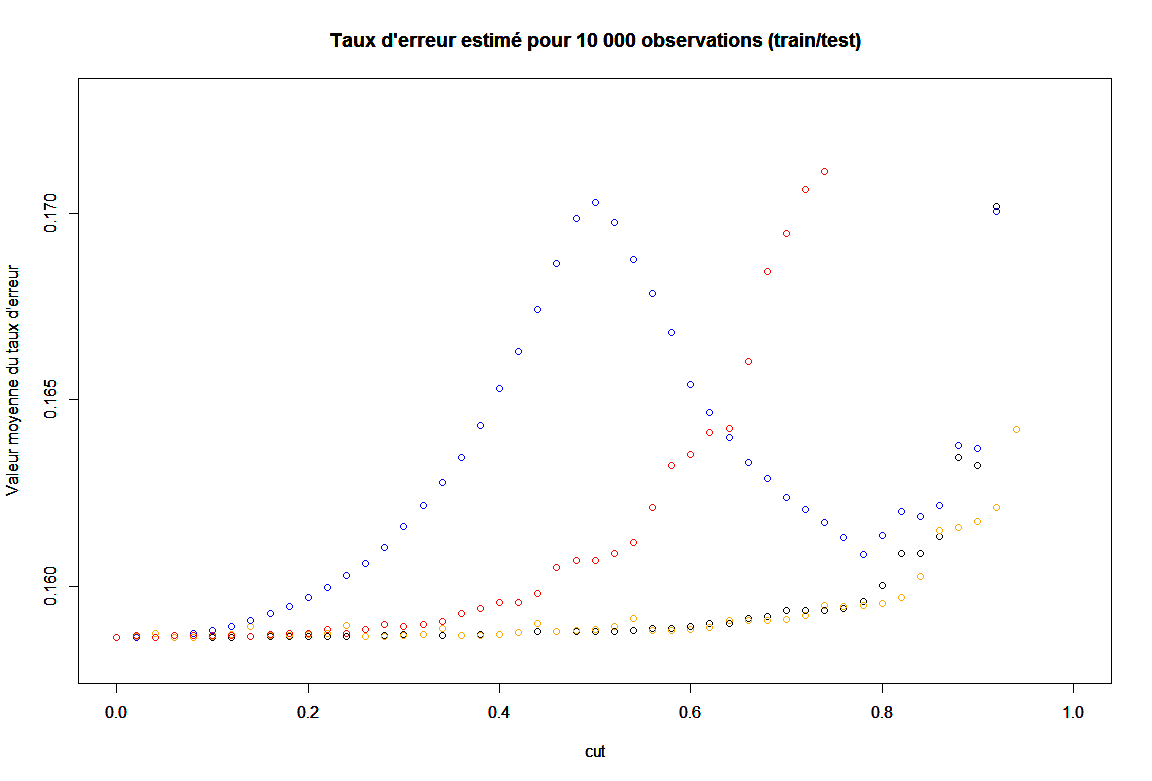 Taux d'erreur estimé pour 10 000 observations (train/test)
Valeur moyenne du taux d'erreur
0.170
0.165
0.160
0.0 0.2 0.4 0.6 0.8 1.0
cut